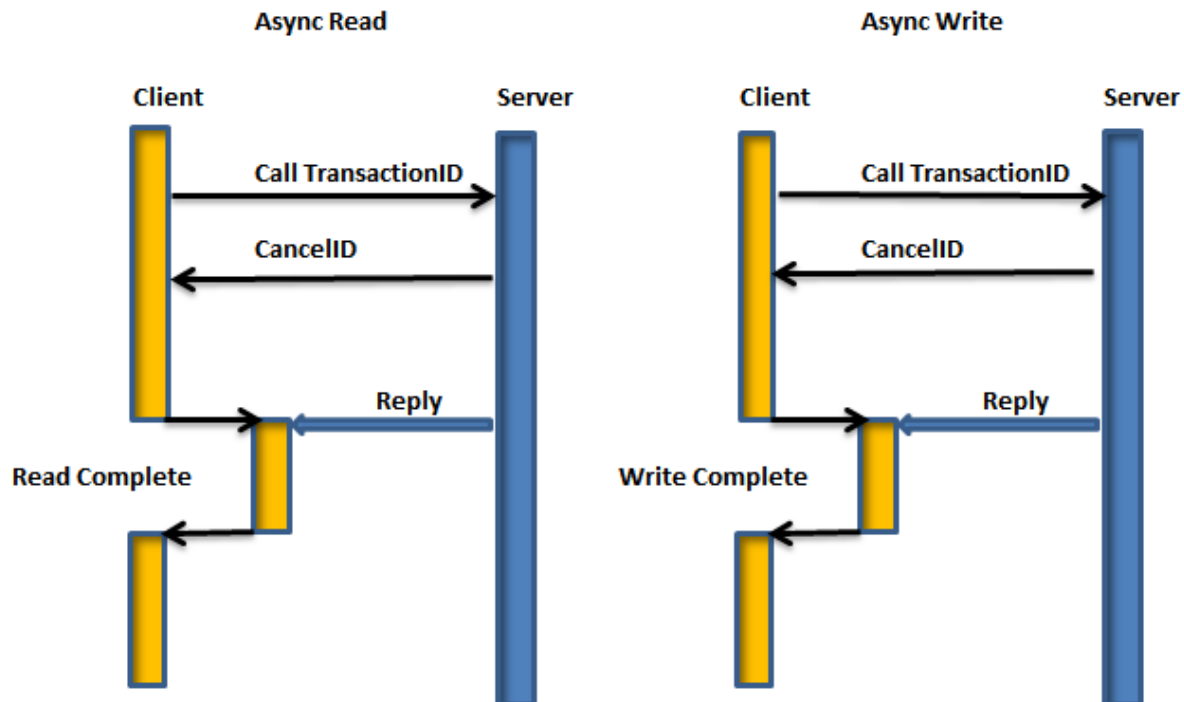 Async Read
Async Write
Client
Server
Client
Server
Call TransactionID
Call TransactionID
CancelID
CancelID
Reply
Reply
Read Complete
Write Complete